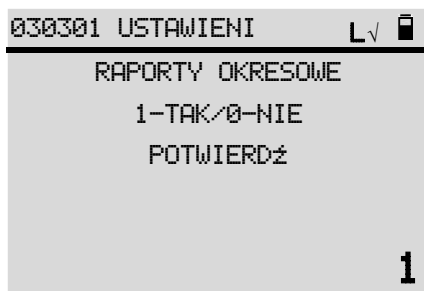 030301 USTAWIENI L√
RAPORTY OKRESOWE
1-TAK/0-NIE
POTWIERDź
1